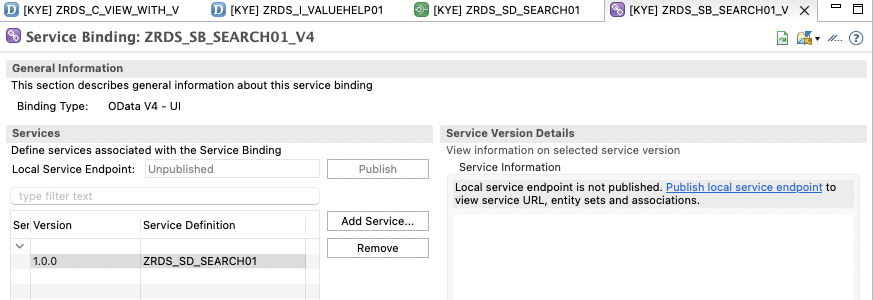 [KYE] ZRDS_C_VIEW_WITH_V
[KYE] ZRDS_I_VALUEHELP01
[KYE] ZRDS_SD_SEARCH01
[KYE] ZRDS_SB_SEARCH01_V
Service Binding: ZRDS_SB_SEARCH01_V4
General Information
This section describes general information about this service binding
Binding Type: OData V4 - UI
Services
Define services associated with the Service Binding
Local Service Endpoint: Unpublished Publish
type filter text
Add Service...
Ser Version Service Definition
Remove
1.0.0 ZRDS_SD_SEARCH01
Service Version Details
View information on selected service version
Service Information
Local service endpoint is not published. Publish local service endpoint to
view service URL, entity sets and associations.